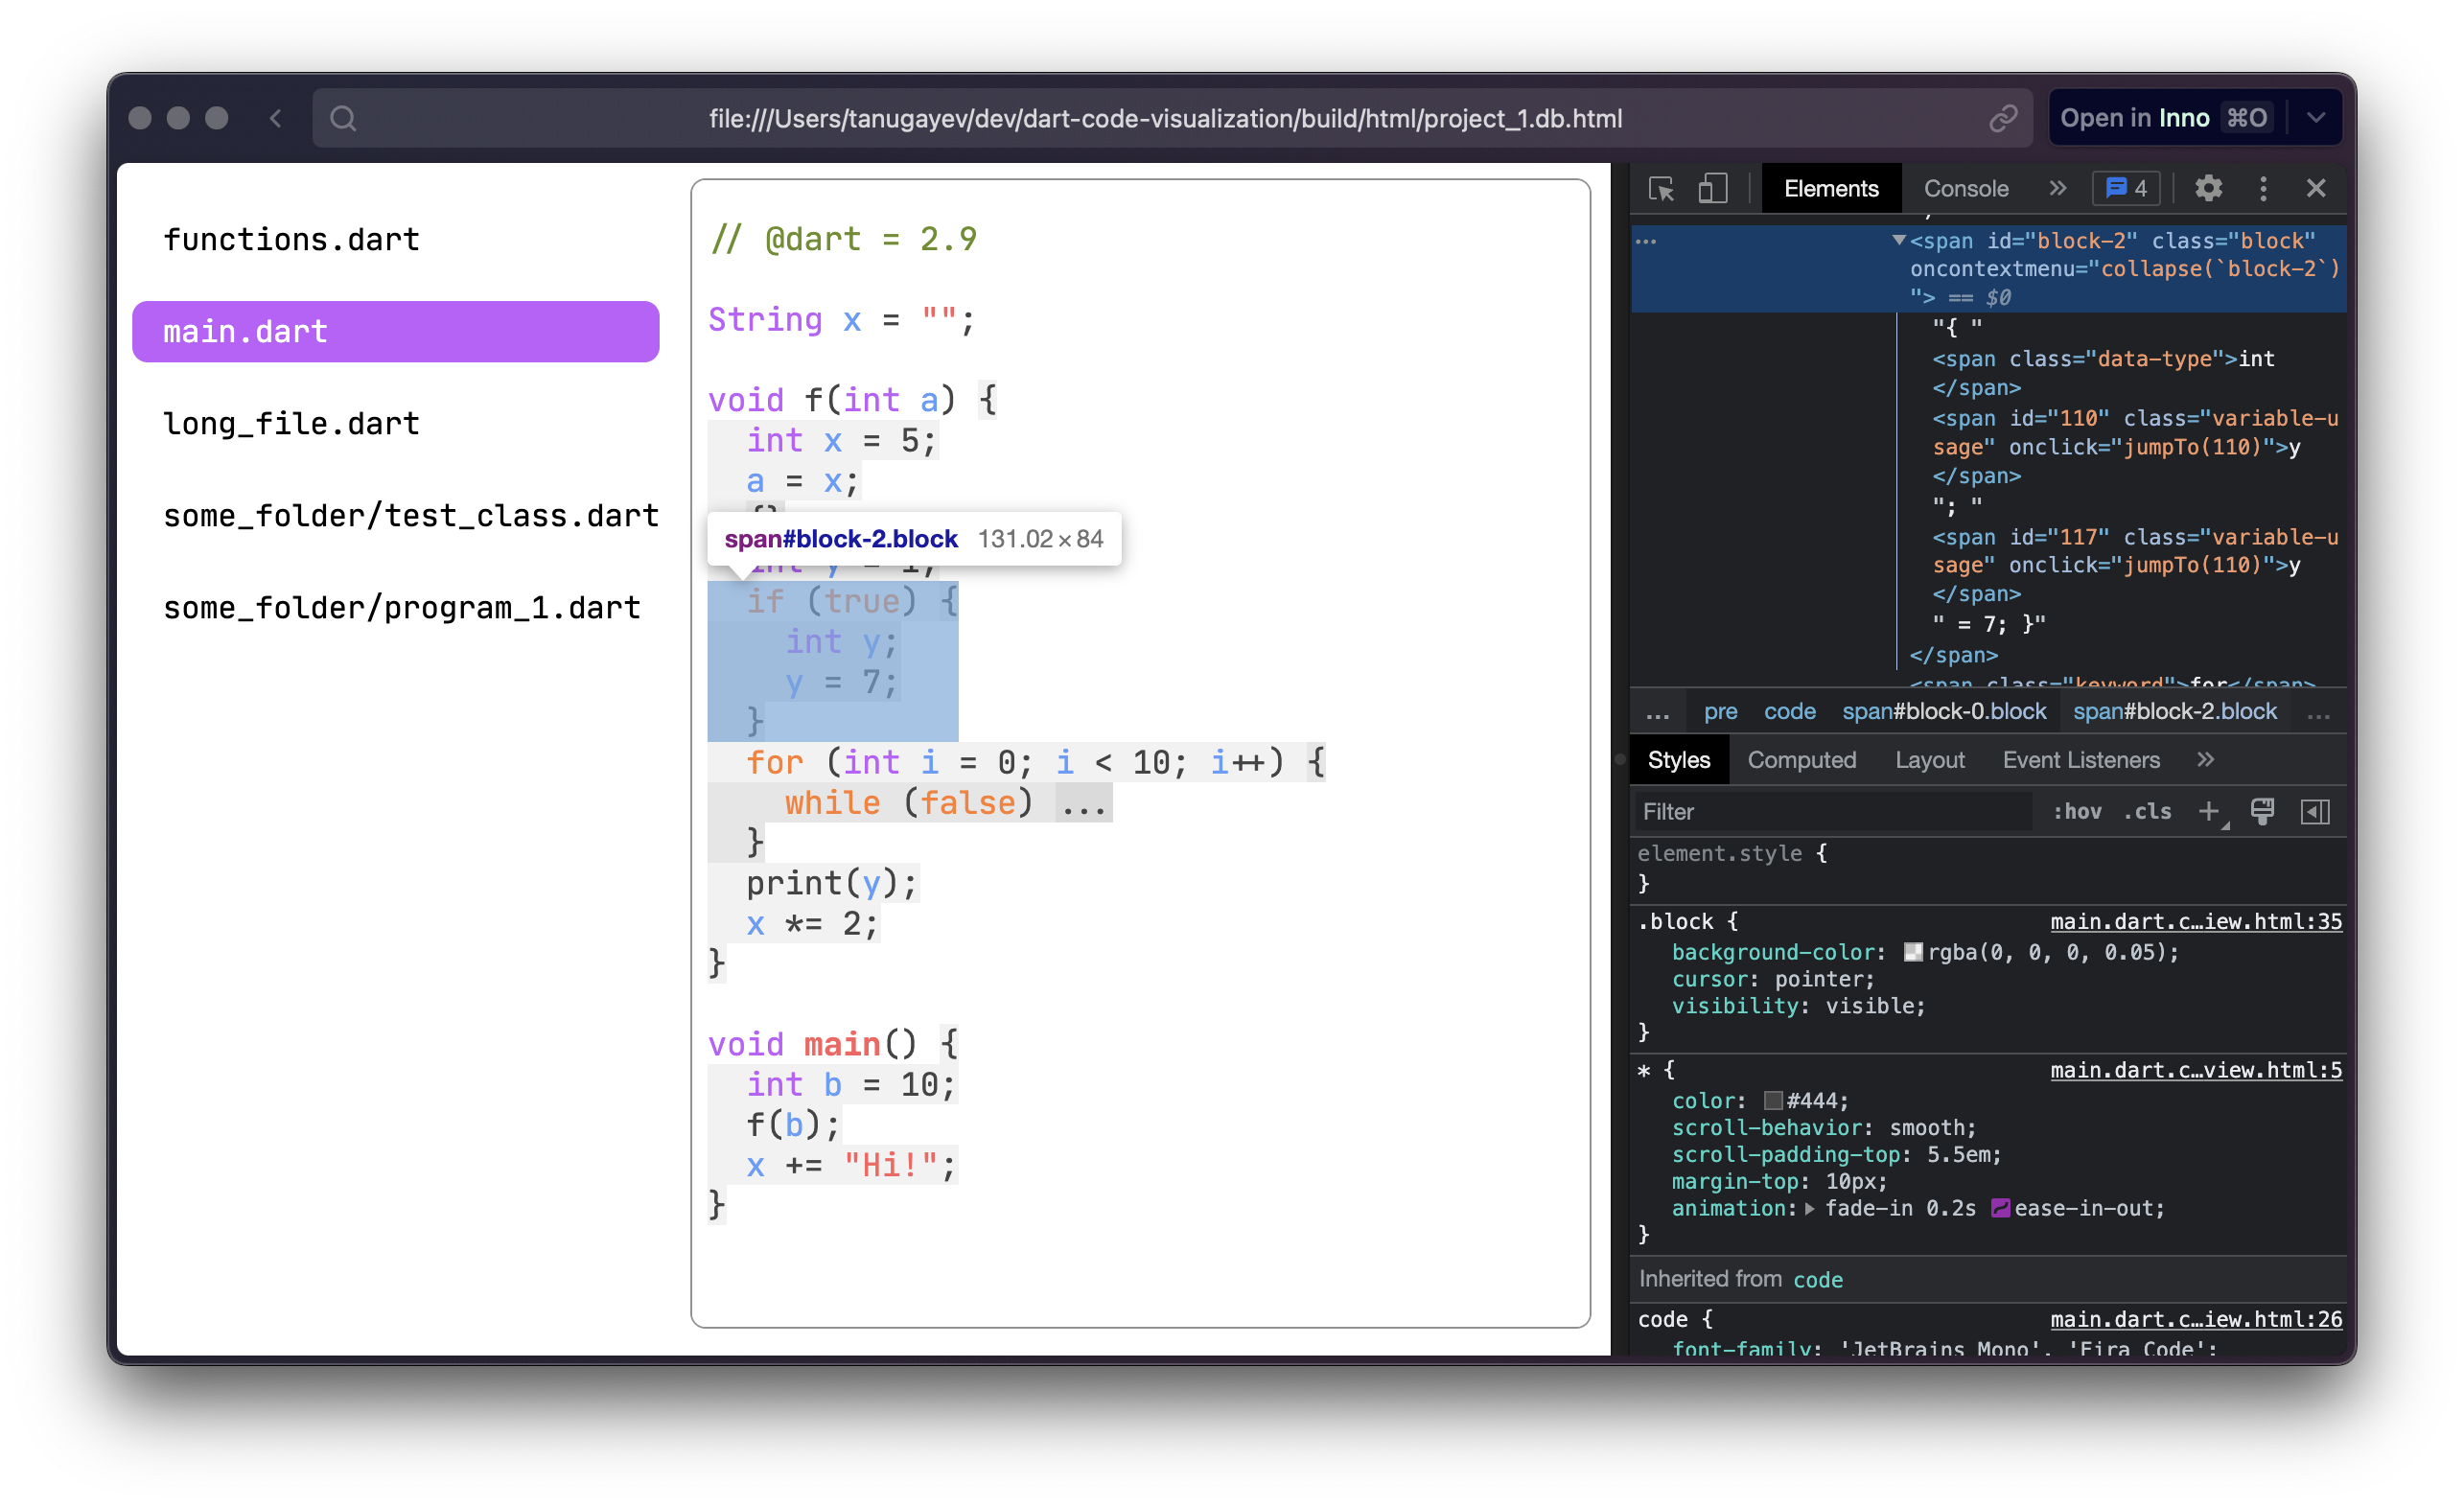 file:///Users/tanugayev/dev/dart-code-visualization/build/html/project_1.db.html
Open in Inno ⌘O
functions.dart
main.dart
long_file.dart
some_folder/test_class.dart
some_folder/program_1.dart
// @dart = 2.9
String x = "";
void f(int a) {
int x = 5;
a = x;
{}
span#block-2.block 131.02 × 84
int y = 1;
if (true) {
int y;
y = 7;
}
for (int i = 0; i < 10; i++) {
while (false) ...
}
print(y);
x *= 2;
}
void main() {
int b = 10;
f(b);
x += "Hi!";
}
Elements Console » 4
… <span id="block-2" class="block"
oncontextmenu="collapse(`block-2`)
"> == $0
"{ "
<span class="data-type">int
</span>
<span id="110" class="variable-u
sage" onclick="jumpTo(110)">y
</span>
"; "
<span id="117" class="variable-u
sage" onclick="jumpTo(110)">y
</span>
" = 7; }"
</span>
<span class="keyword">for</span>
… pre code span#block-0.block span#block-2.block …
Styles Computed Layout Event Listeners »
Filter :hov .cls +
element.style {
}
.block { main.dart.c…iew.html:35
background-color: rgba(0, 0, 0, 0.05);
cursor: pointer;
visibility: visible;
}
* { main.dart.c…view.html:5
color: #444;
scroll-behavior: smooth;
scroll-padding-top: 5.5em;
margin-top: 10px;
animation: fade-in 0.2s ease-in-out;
}
Inherited from code
code { main.dart.c…iew.html:26
font-family: 'JetBrains Mono', 'Fira Code';